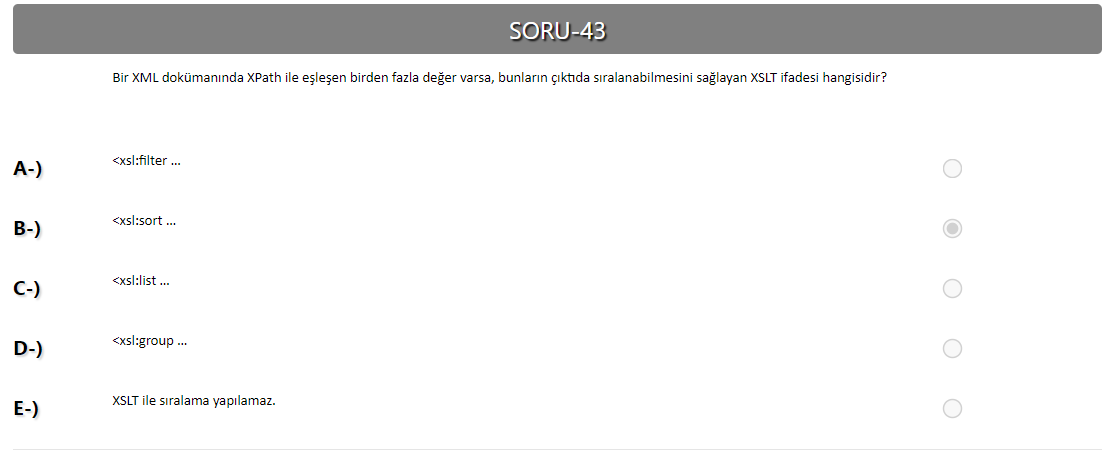 SORU-43
Bir XML dokümanında XPath ile eşleşen birden fazla değer varsa, bunların çıktıda sıralanabilmesini sağlayan XSLT ifadesi hangisidir?
A-) <xsl:filter ...
B-) <xsl:sort ...
C-) <xsl:list ...
D-) <xsl:group ...
E-) XSLT ile sıralama yapılamaz.